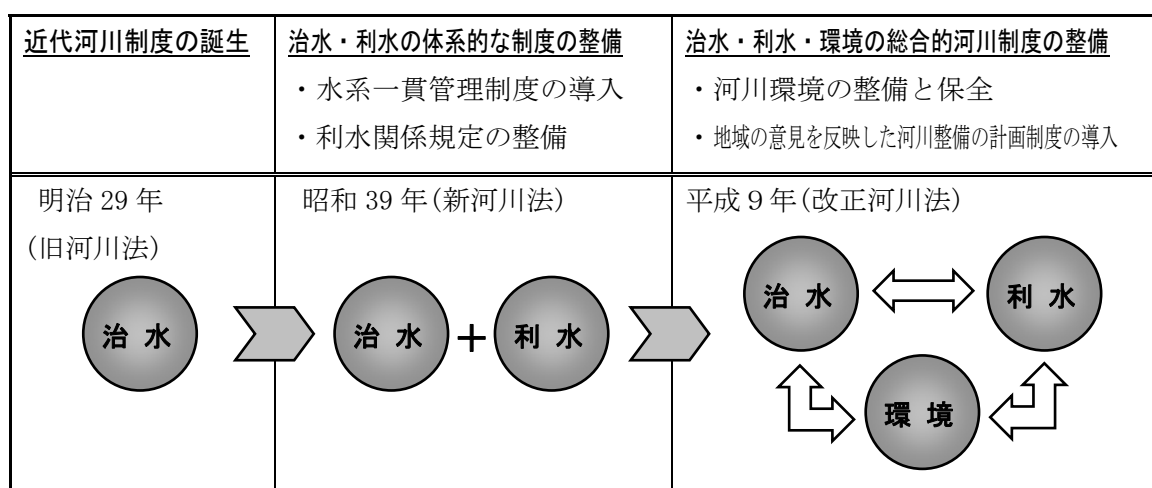 近代河川制度の誕生
治水・利水の体系的な制度の整備
・水系一貫管理制度の導入
・利水関係規定の整備
治水・利水・環境の総合的河川制度の整備
・河川環境の整備と保全
・地域の意見を反映した河川整備の計画制度の導入
明治 29 年
(旧河川法)
治 水
昭和 39 年(新河川法)
治 水 + 利 水
平成 9 年(改正河川法)
治 水
利 水
環 境